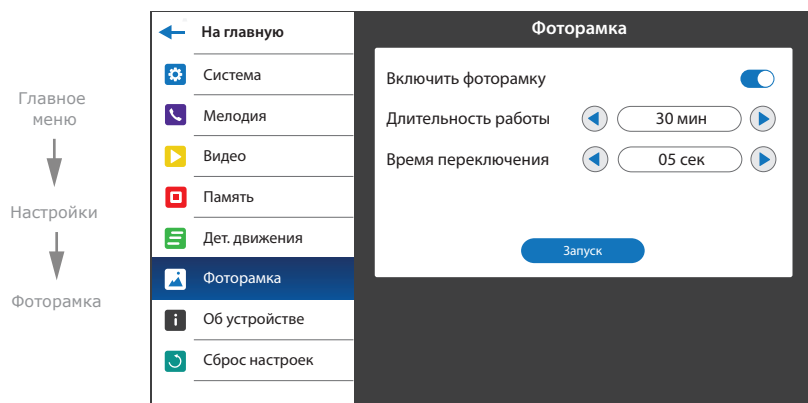 Главное
меню
Настройки
Фоторамка
На главную
Система
Мелодия
Видео
Память
Дет. движения
Фоторамка
Об устройстве
Сброс настроек
Фоторамка
Включить фоторамку
Длительность работы 30 мин
Время переключения 05 сек
Запуск